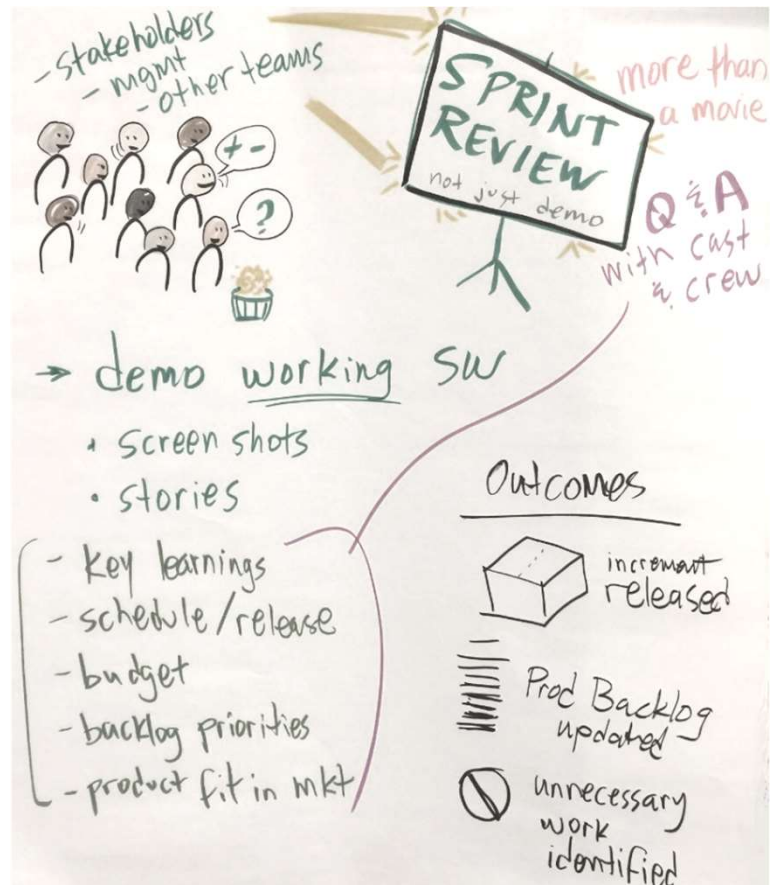 - stakeholders
- mgmt
- other teams
+ -
?
SPRINT
REVIEW
not just demo
more than
a movie
Q & A
with cast
& crew
→ demo working SW
• screen shots
• stories
- key learnings
- schedule/release
- budget
- backlog priorities
- product fit in mkt
Outcomes
increment
released
Prod Backlog
updated
unnecessary
work
identified